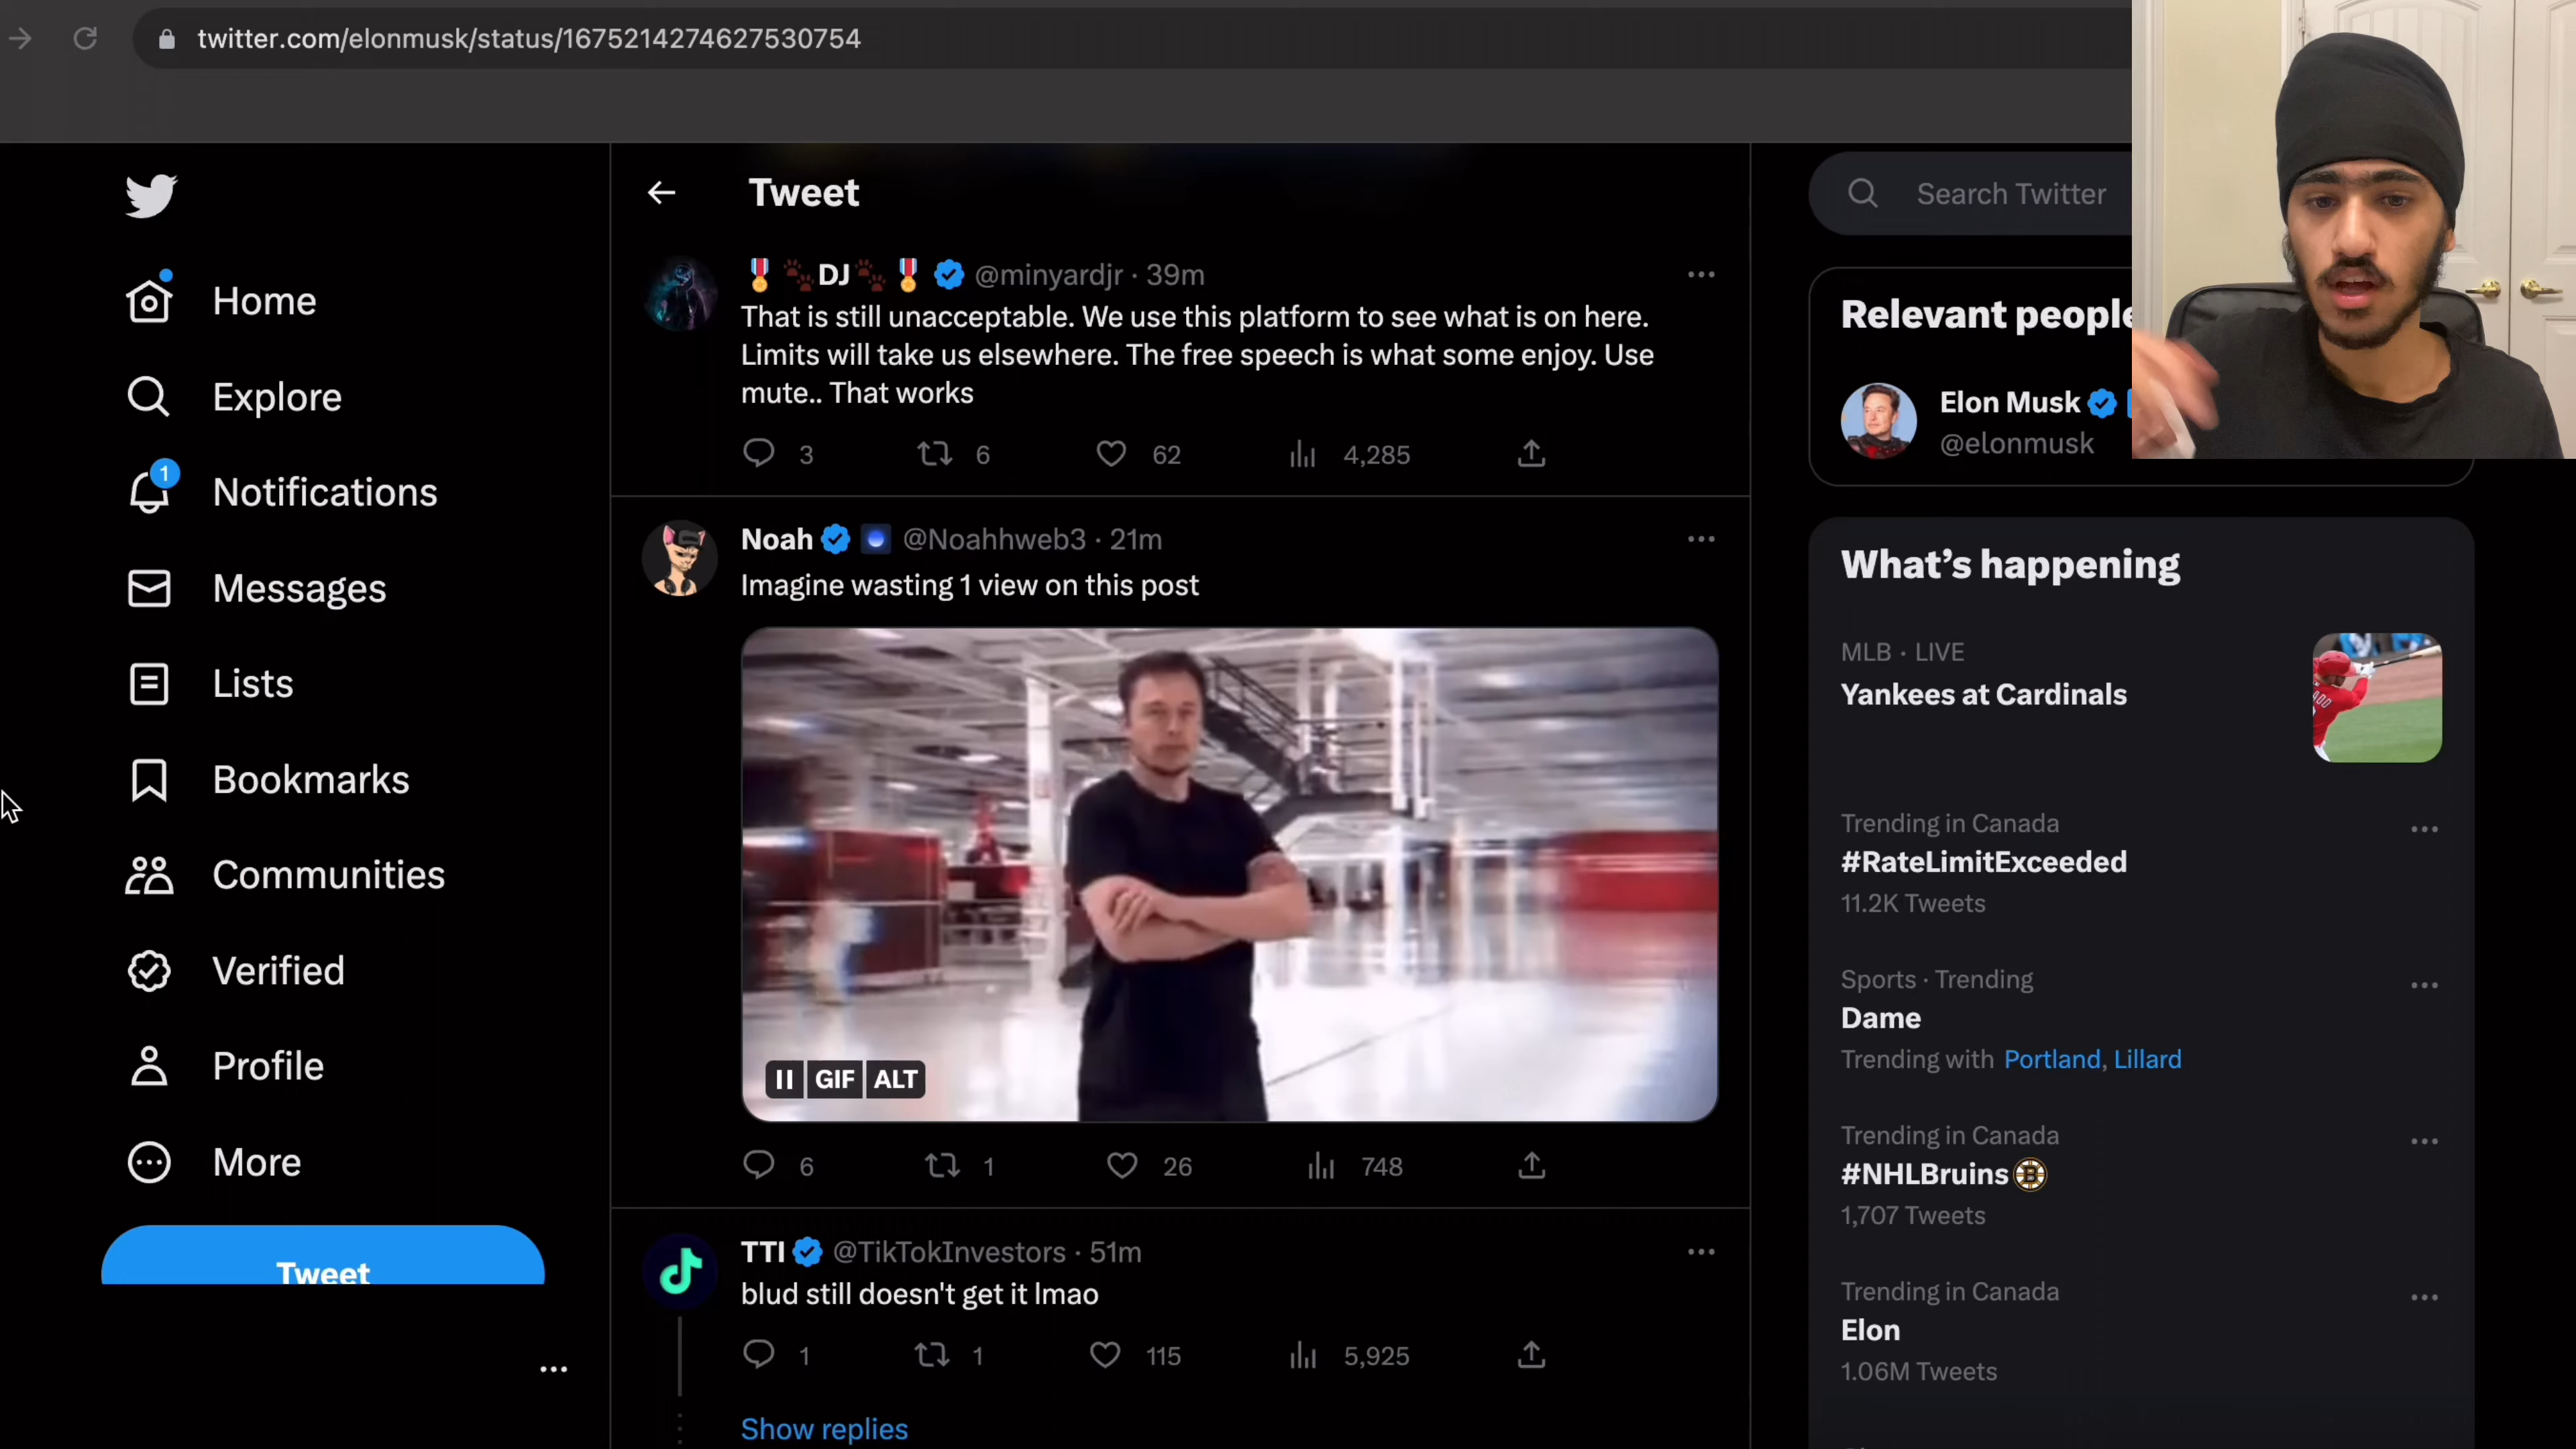 twitter.com/elonmusk/status/1675214274627530754
Home
Explore
1
Notifications
Messages
Lists
Bookmarks
Communities
Verified
Profile
More
Tweet
Tweet
DJ @minyardjr · 39m
That is still unacceptable. We use this platform to see what is on here.
Limits will take us elsewhere. The free speech is what some enjoy. Use
mute.. That works
3 6 62 4,285
Noah @Noahhweb3 · 21m
Imagine wasting 1 view on this post
GIF ALT
6 1 26 748
TTI @TikTokInvestors · 51m
blud still doesn't get it lmao
1 1 115 5,925
Show replies
Search Twitter
Relevant people
Elon Musk
@elonmusk
What's happening
MLB · LIVE
Yankees at Cardinals
Trending in Canada
#RateLimitExceeded
11.2K Tweets
Sports · Trending
Dame
Trending with Portland, Lillard
Trending in Canada
#NHLBruins
1,707 Tweets
Trending in Canada
Elon
1.06M Tweets